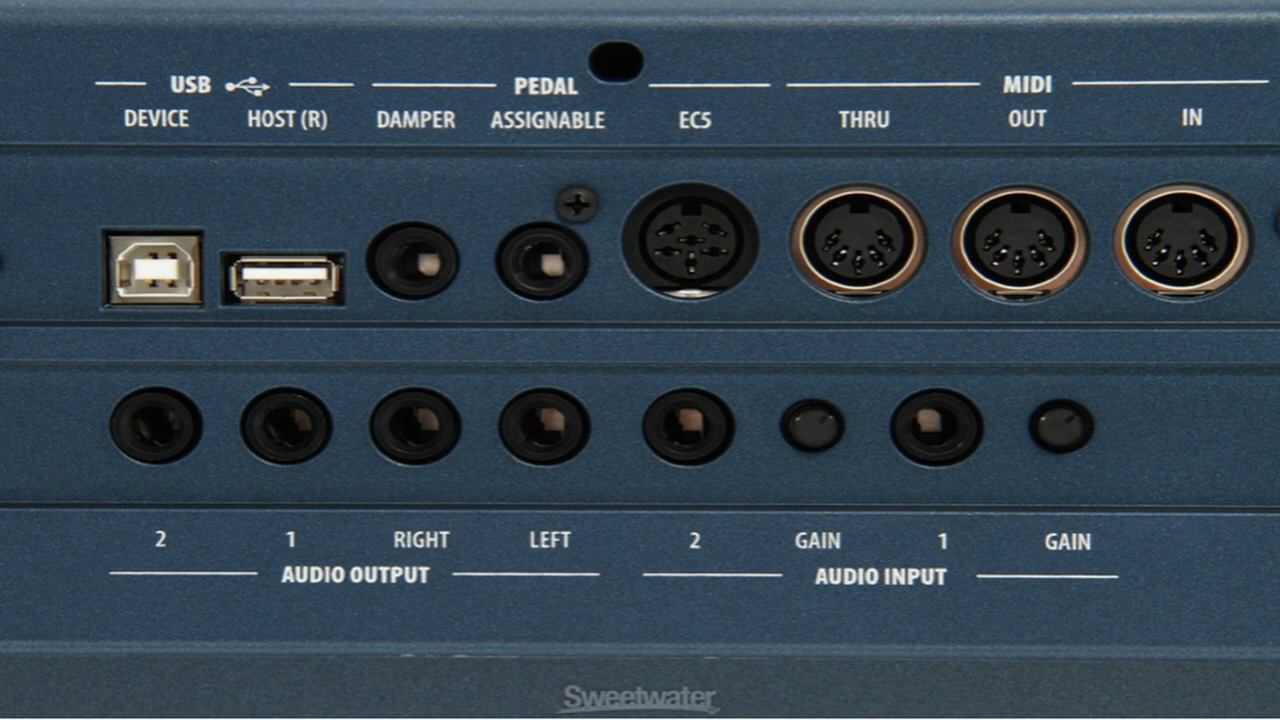 USB PEDAL MIDI
DEVICE HOST (R) DAMPER ASSIGNABLE EC5 THRU OUT IN
2 1 RIGHT LEFT 2 GAIN 1 GAIN
AUDIO OUTPUT AUDIO INPUT
Sweetwater